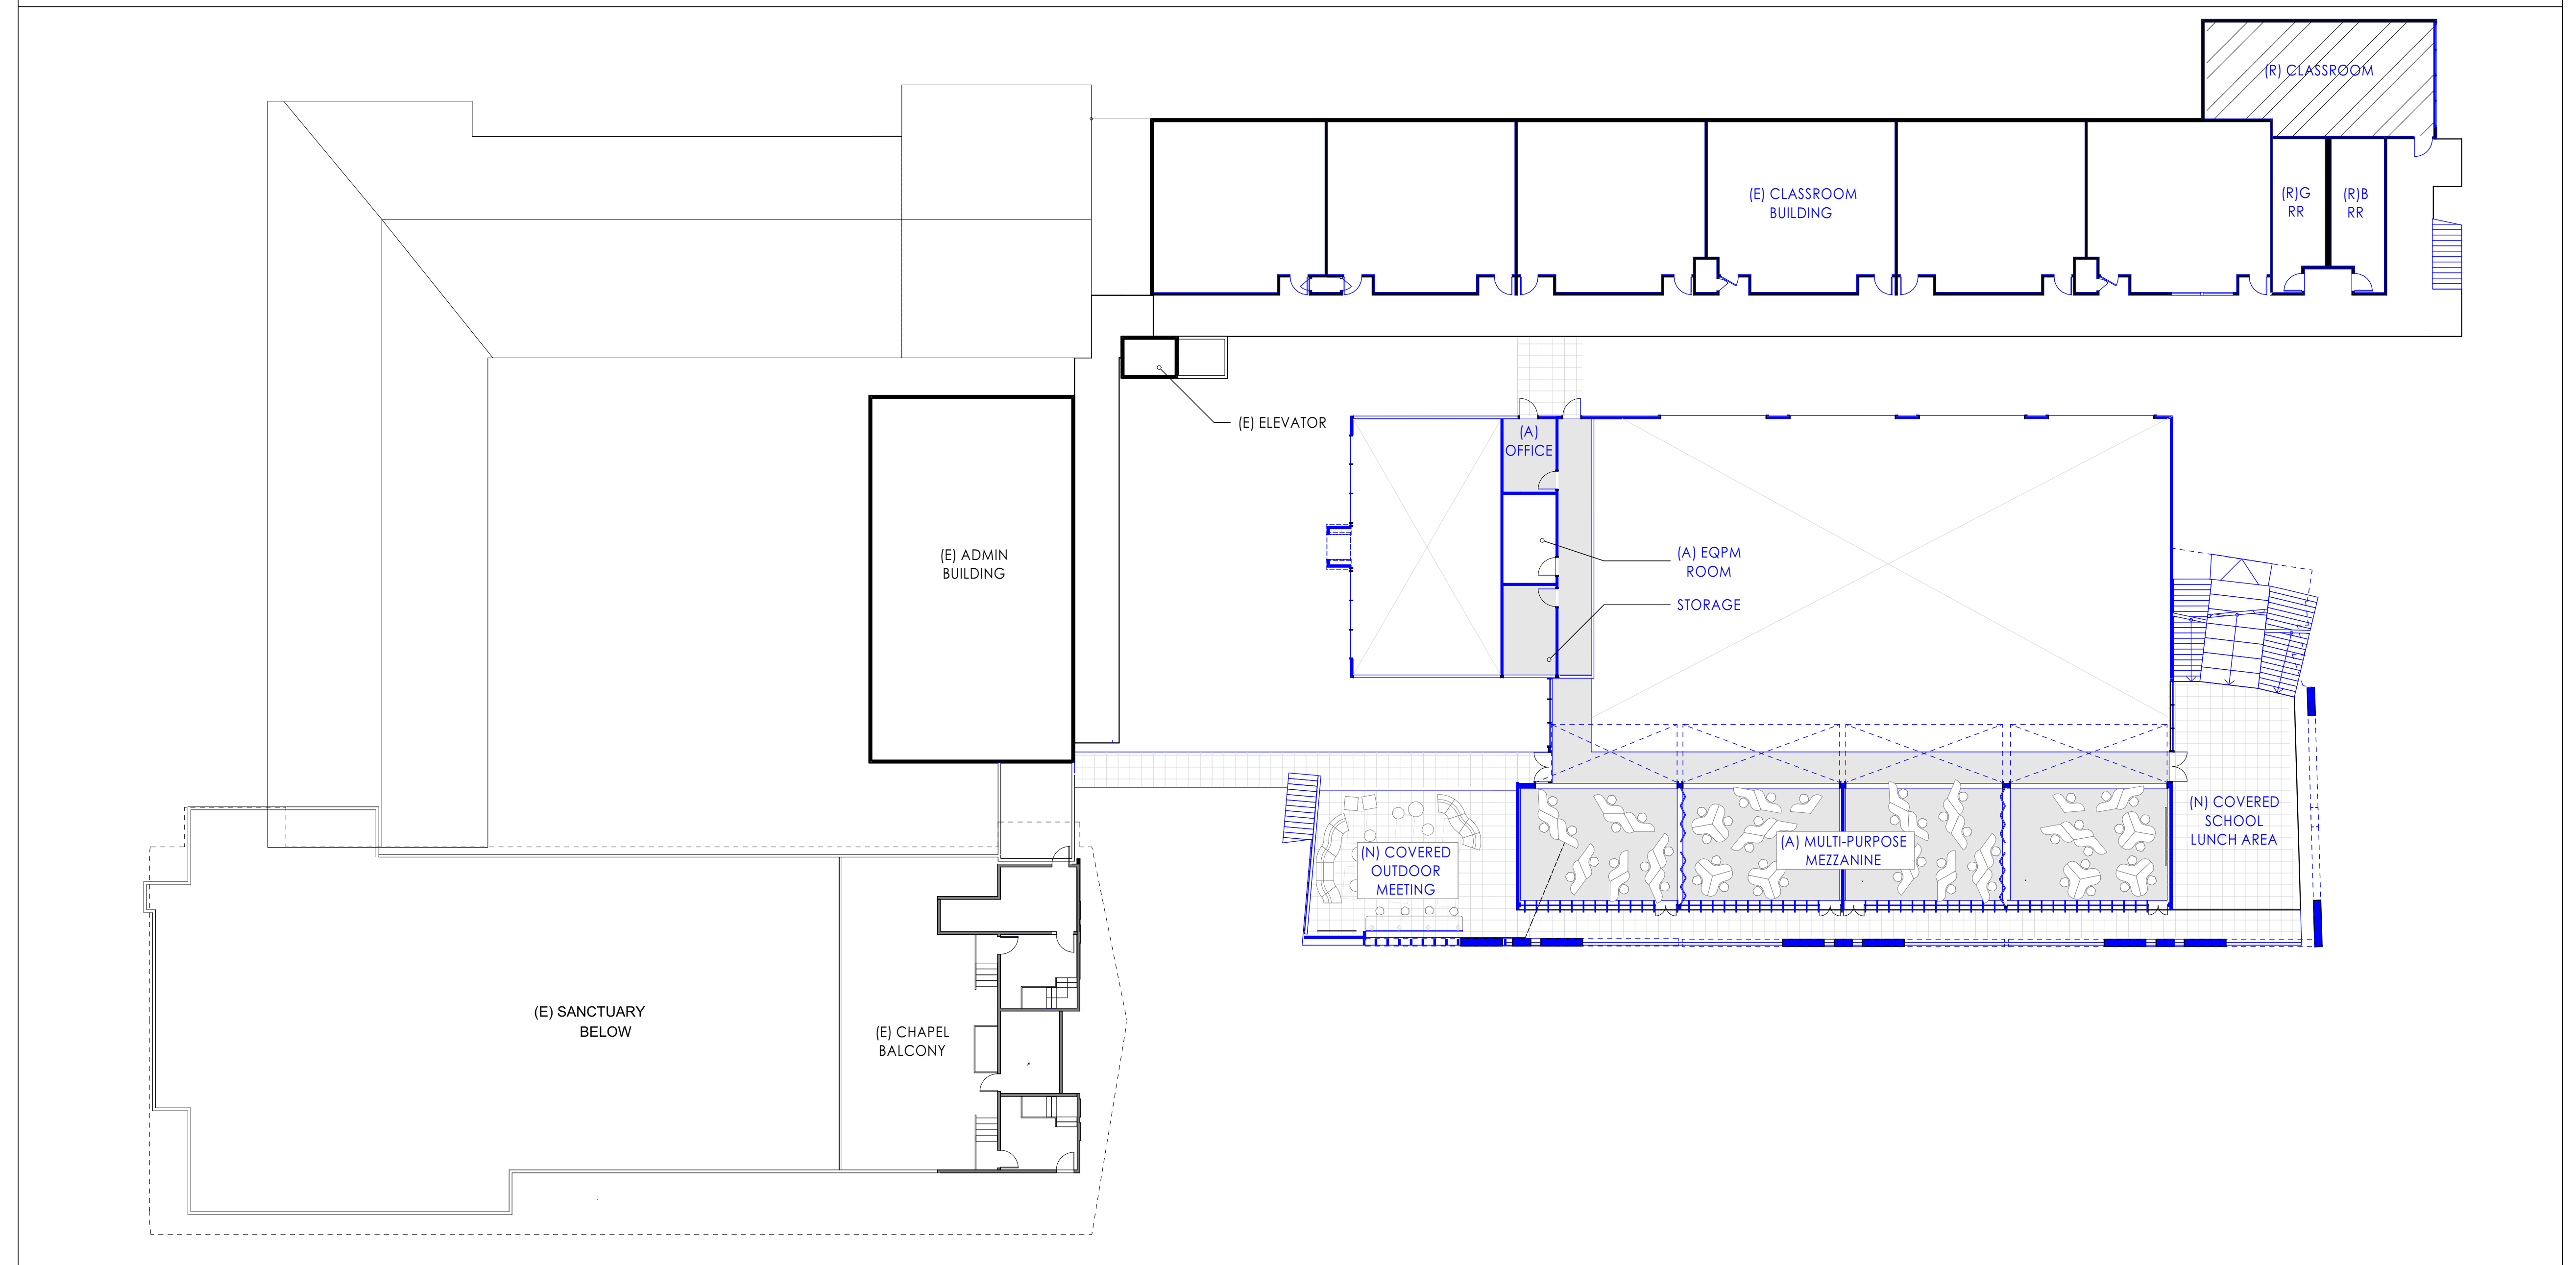 (R) CLASSROOM
(E) CLASSROOM
BUILDING
(R)G
RR
(R)B
RR
(E) ELEVATOR
(A)
OFFICE
(E) ADMIN
BUILDING
(A) EQPM
ROOM
STORAGE
(N) COVERED
SCHOOL
LUNCH AREA
(A) MULTI-PURPOSE
MEZZANINE
(N) COVERED
OUTDOOR
MEETING
(E) SANCTUARY
BELOW
(E) CHAPEL
BALCONY